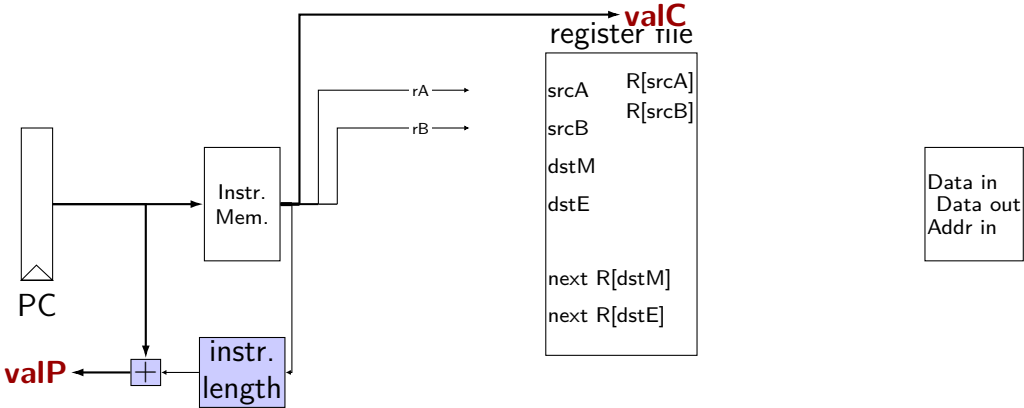 valC
register file
srcA
R[srcA]
rA
R[srcB]
srcB
rB
dstM
Instr.
Mem.
dstE
Data in
Data out
Addr in
next R[dstM]
PC
next R[dstE]
instr.
length
+
valP